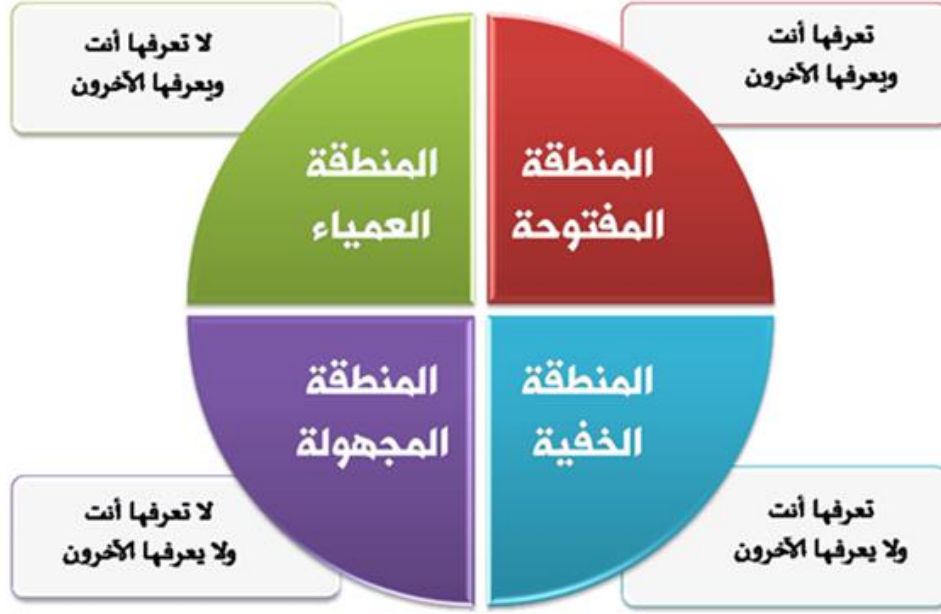 تعرفها أنت
ويعرفها الآخرون
لا تعرفها أنت
ويعرفها الآخرون
المنطقة
المفتوحة
المنطقة
العمياء
المنطقة
الخفية
المنطقة
المجهولة
تعرفها أنت
ولا يعرفها الآخرون
لا تعرفها أنت
ولا يعرفها الآخرون